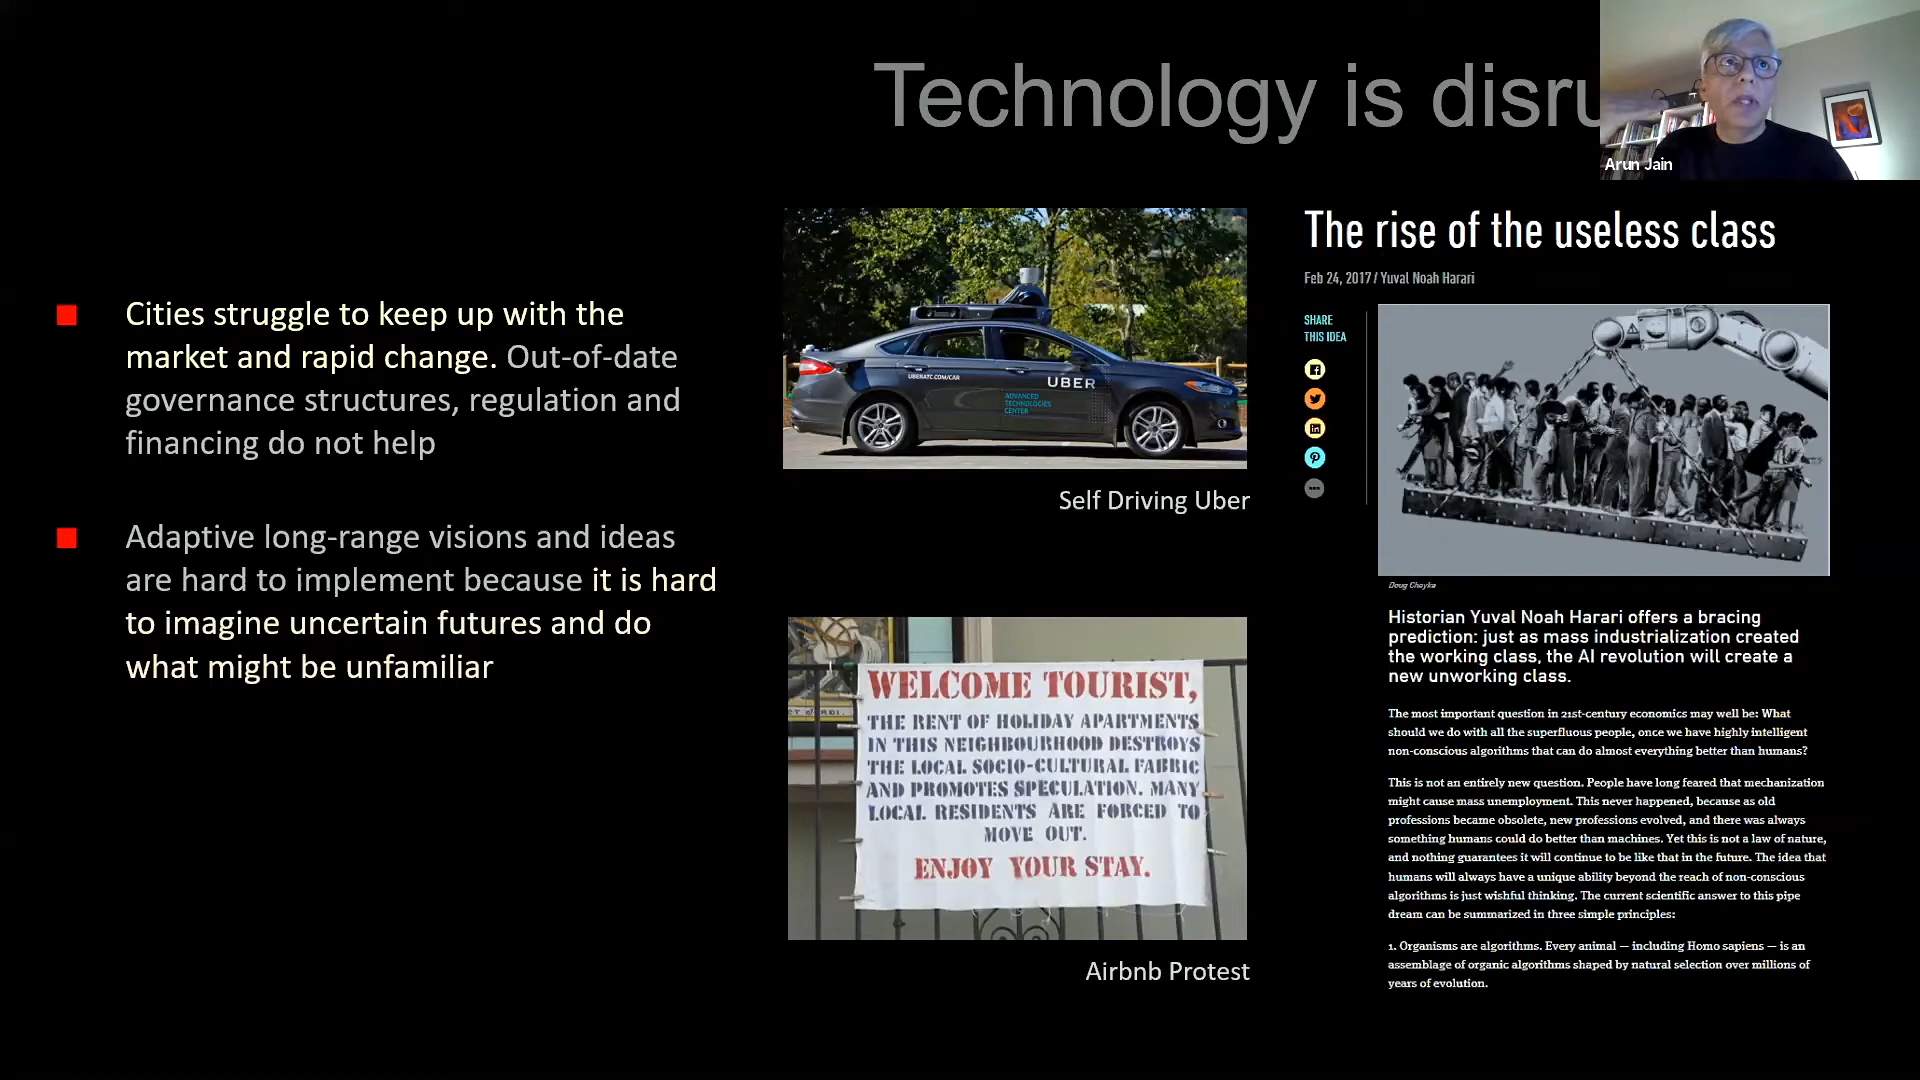 Technology is disru
Arun Jain
Cities struggle to keep up with the
market and rapid change. Out-of-date
governance structures, regulation and
financing do not help
Adaptive long-range visions and ideas
are hard to implement because it is hard
to imagine uncertain futures and do
what might be unfamiliar
UBERATC.COM/CAR
UBER
ADVANCED
TECHNOLOGIES
CENTER
Self Driving Uber
WELCOME TOURIST,
THE RENT OF HOLIDAY APARTMENTS
IN THIS NEIGHBOURHOOD DESTROYS
THE LOCAL SOCIO-CULTURAL FABRIC
AND PROMOTES SPECULATION. MANY
LOCAL RESIDENTS ARE FORCED TO
MOVE OUT.
ENJOY YOUR STAY.
Airbnb Protest
The rise of the useless class
Feb 24, 2017 / Yuval Noah Harari
SHARE
THIS IDEA
Doug Chayka
Historian Yuval Noah Harari offers a bracing
prediction: just as mass industrialization created
the working class, the AI revolution will create a
new unworking class.
The most important question in 21st-century economics may well be: What
should we do with all the superfluous people, once we have highly intelligent
non-conscious algorithms that can do almost everything better than humans?
This is not an entirely new question. People have long feared that mechanization
might cause mass unemployment. This never happened, because as old
professions became obsolete, new professions evolved, and there was always
something humans could do better than machines. Yet this is not a law of nature,
and nothing guarantees it will continue to be like that in the future. The idea that
humans will always have a unique ability beyond the reach of non-conscious
algorithms is just wishful thinking. The current scientific answer to this pipe
dream can be summarized in three simple principles:
1. Organisms are algorithms. Every animal — including Homo sapiens — is an
assemblage of organic algorithms shaped by natural selection over millions of
years of evolution.